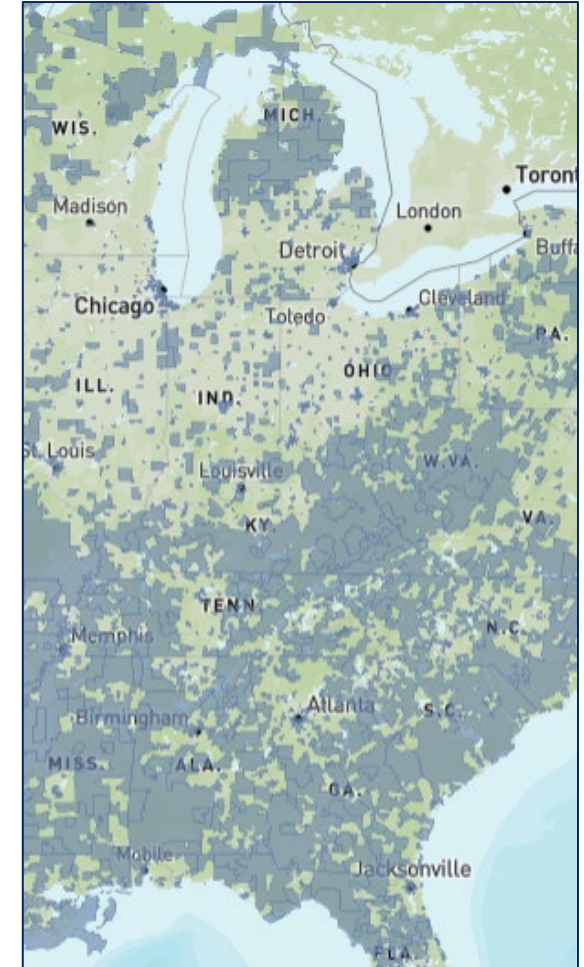 MICH.
WIS.
Toront
Madison
London
Detroit
Buffa
Chicago
Cleveland
Toledo
PA.
OHIO
ILL.
IND.
St. Louis
W.VA.
Louisville
KY.
VA.
TENN
N.C.
Memphis
Atlanta
S.C.
Birmingham
MISS.
ALA.
GA.
Mobile
Jacksonville
FLA.